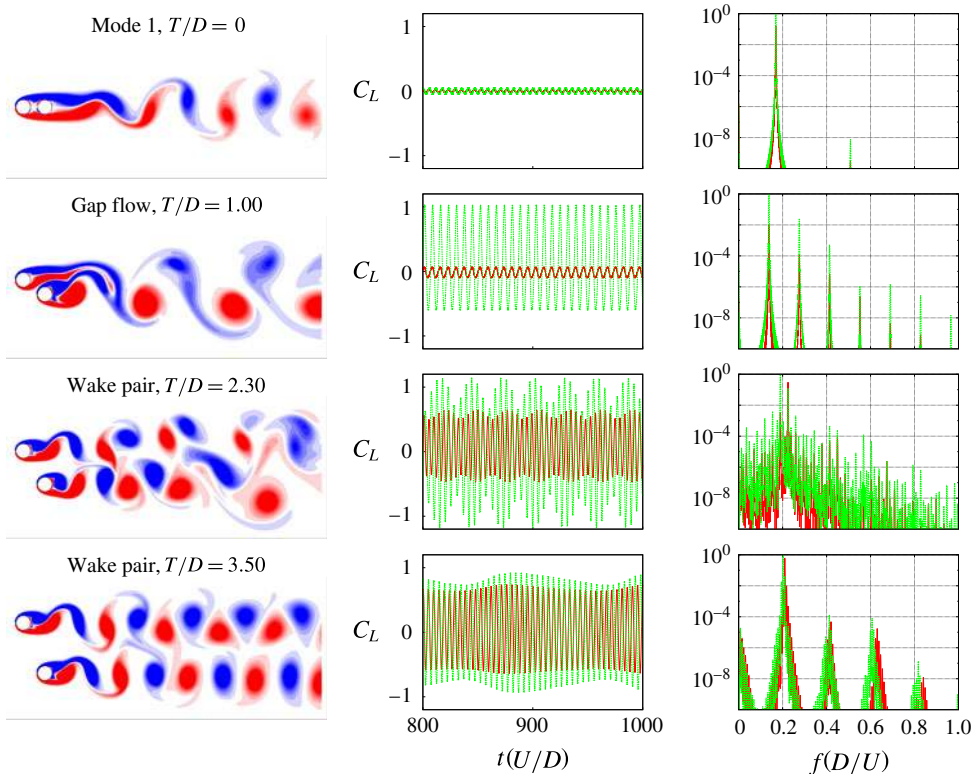 Mode 1, T/D = 0
C_L
1
0
−1
10^0
10^−4
10^−8
Gap flow, T/D = 1.00
C_L
1
0
−1
10^0
10^−4
10^−8
Wake pair, T/D = 2.30
C_L
1
0
−1
10^0
10^−4
10^−8
Wake pair, T/D = 3.50
C_L
1
0
−1
800 900 1000
t(U/D)
10^0
10^−4
10^−8
0 0.2 0.4 0.6 0.8 1.0
f(D/U)